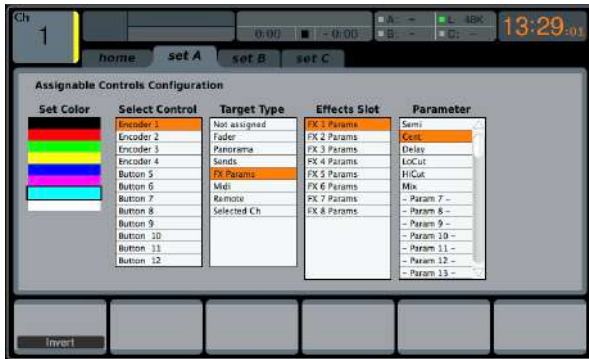 Ch
1
0:00 ■ - 0:00
A: - L: 48K
B: - C: -
13:29:01
home set A set B set C
Assignable Controls Configuration
Set Color Select Control Target Type Effects Slot Parameter
Encoder 1 Not assigned FX 1 Params Semi
Encoder 2 Fader FX 2 Params Cent
Encoder 3 Panorama FX 3 Params Delay
Encoder 4 Sends FX 4 Params LoCut
Button 5 FX Params FX 5 Params HiCut
Button 6 Midi FX 6 Params Mix
Button 7 Remote FX 7 Params - Param 7 -
Button 8 Selected Ch FX 8 Params - Param 8 -
Button 9 - Param 9 -
Button 10 - Param 10 -
Button 11 - Param 11 -
Button 12 - Param 12 -
- Param 13 -
Invert